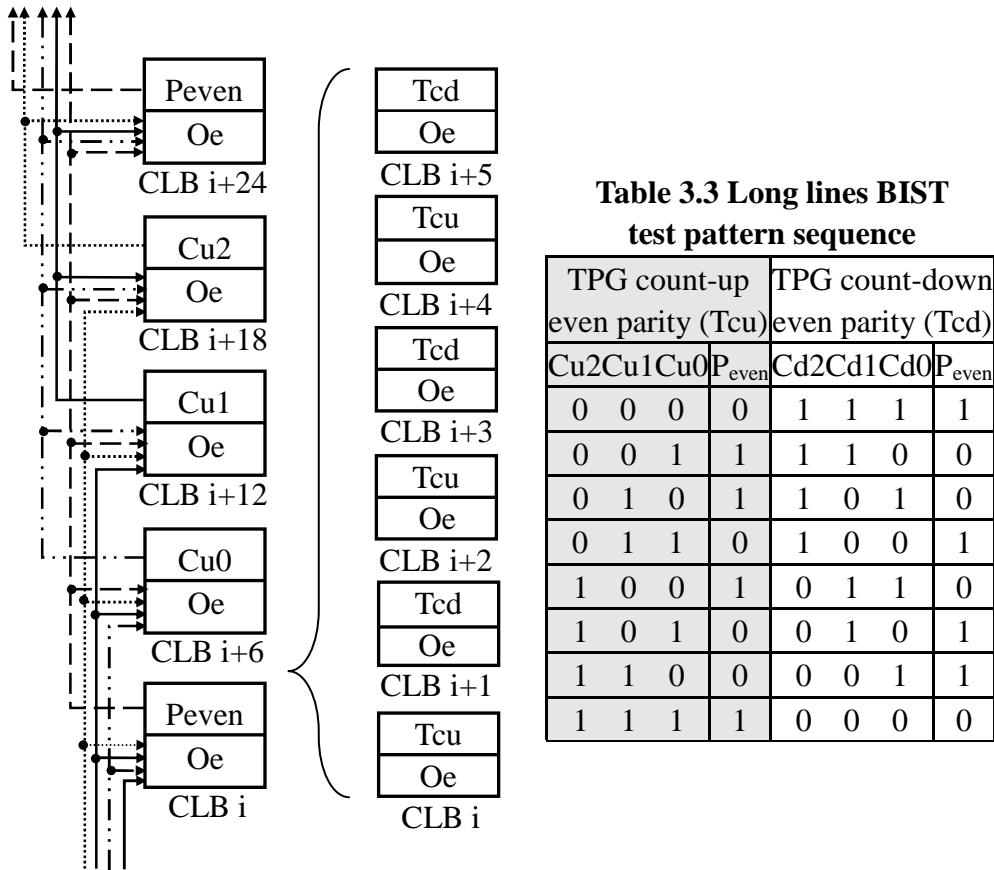 Peven
Oe
CLB i+24
Cu2
Oe
CLB i+18
Cu1
Oe
CLB i+12
Cu0
Oe
CLB i+6
Peven
Oe
CLB i
Tcd
Oe
CLB i+5
Tcu
Oe
CLB i+4
Tcd
Oe
CLB i+3
Tcu
Oe
CLB i+2
Tcd
Oe
CLB i+1
Tcu
Oe
CLB i
Table 3.3 Long lines BIST
test pattern sequence
TPG count-up TPG count-down
even parity (Tcu) even parity (Tcd)
Cu2 Cu1 Cu0 Peven Cd2 Cd1 Cd0 Peven
0 0 0 0 1 1 1 1
0 0 1 1 1 1 0 0
0 1 0 1 1 0 1 0
0 1 1 0 1 0 0 1
1 0 0 1 0 1 1 0
1 0 1 0 0 1 0 1
1 1 0 0 0 0 1 1
1 1 1 1 0 0 0 0